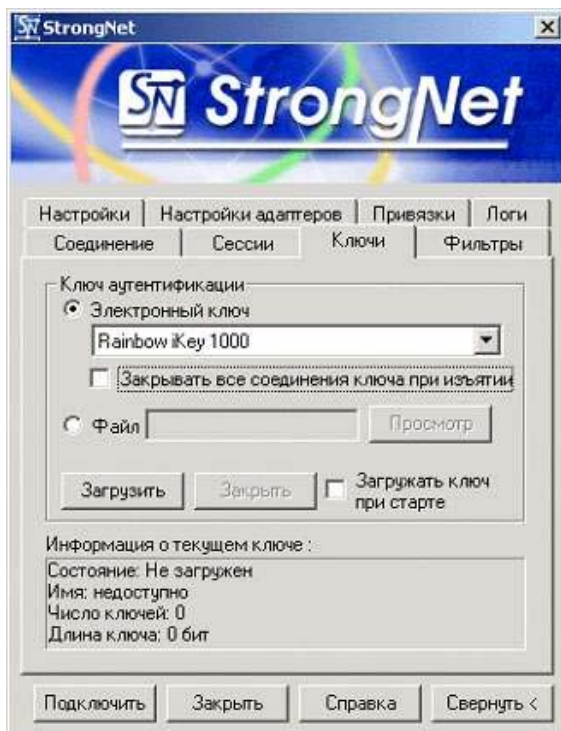 StrongNet
SN StrongNet
Настройки Настройки адаптеров Привязки Логи
Соединение Сессии Ключи Фильтры
Ключ аутентификации
Электронный ключ
Rainbow iKey 1000
Закрывать все соединения ключа при изъятии
Файл Просмотр
Загрузить Закрыть Загружать ключ
при старте
Информация о текущем ключе :
Состояние: Не загружен
Имя: недоступно
Число ключей: 0
Длина ключа: 0 бит
Подключить Закрыть Справка Свернуть <